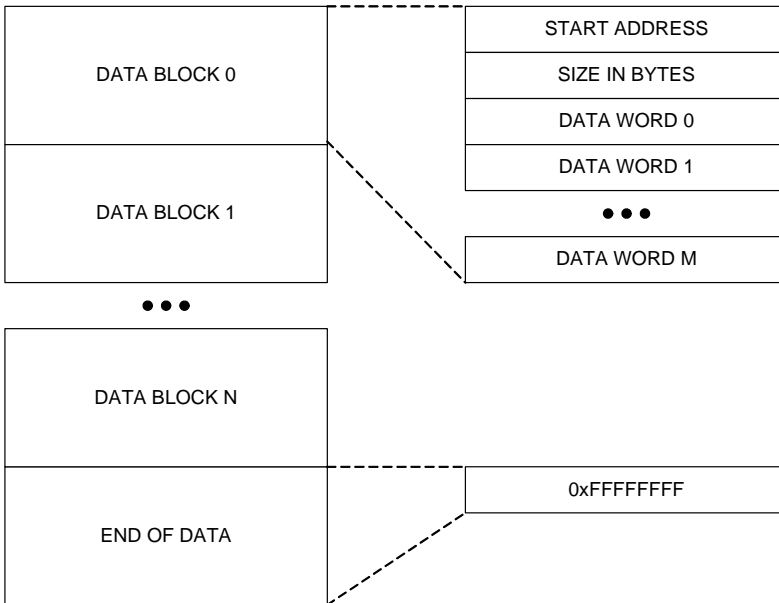 DATA BLOCK 0
DATA BLOCK 1
DATA BLOCK N
END OF DATA
START ADDRESS
SIZE IN BYTES
DATA WORD 0
DATA WORD 1
DATA WORD M
0xFFFFFFFF